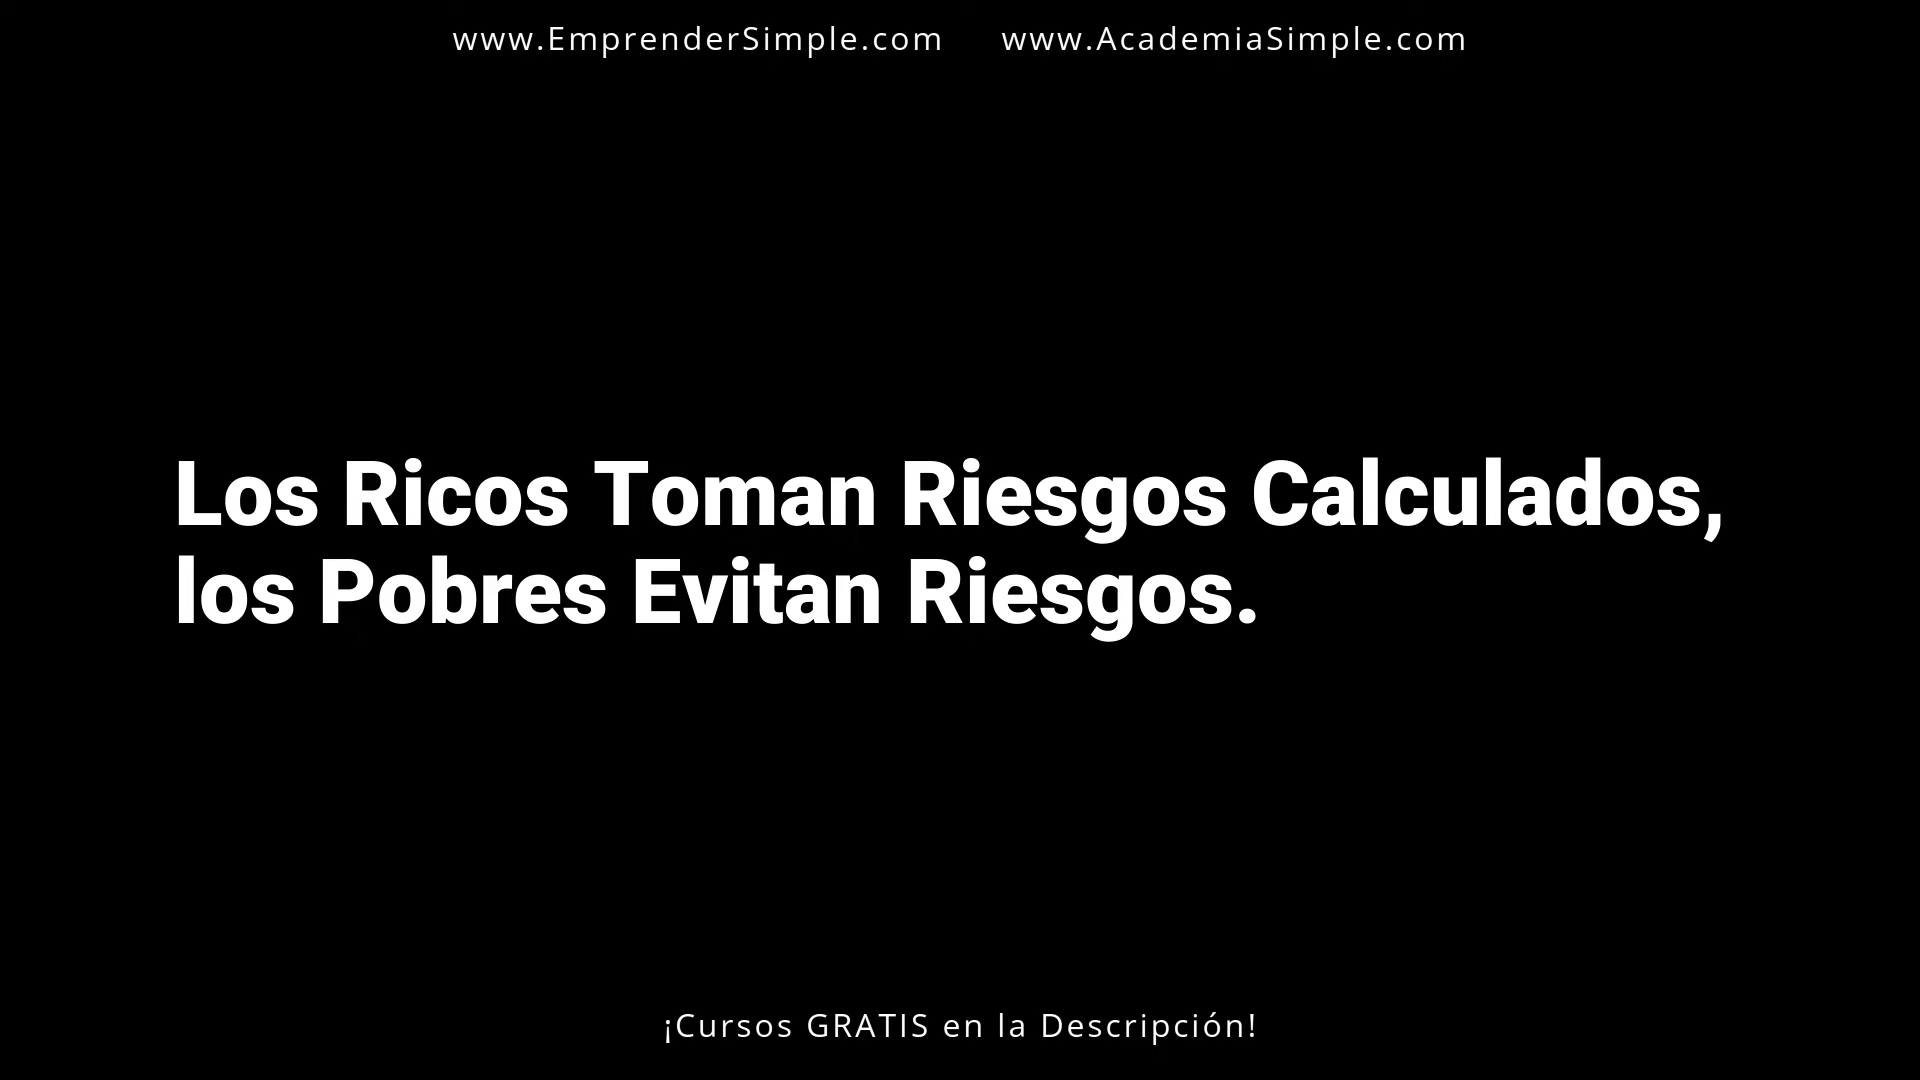 www.EmprenderSimple.com www.AcademiaSimple.com
Los Ricos Toman Riesgos Calculados,
los Pobres Evitan Riesgos.
¡Cursos GRATIS en la Descripción!